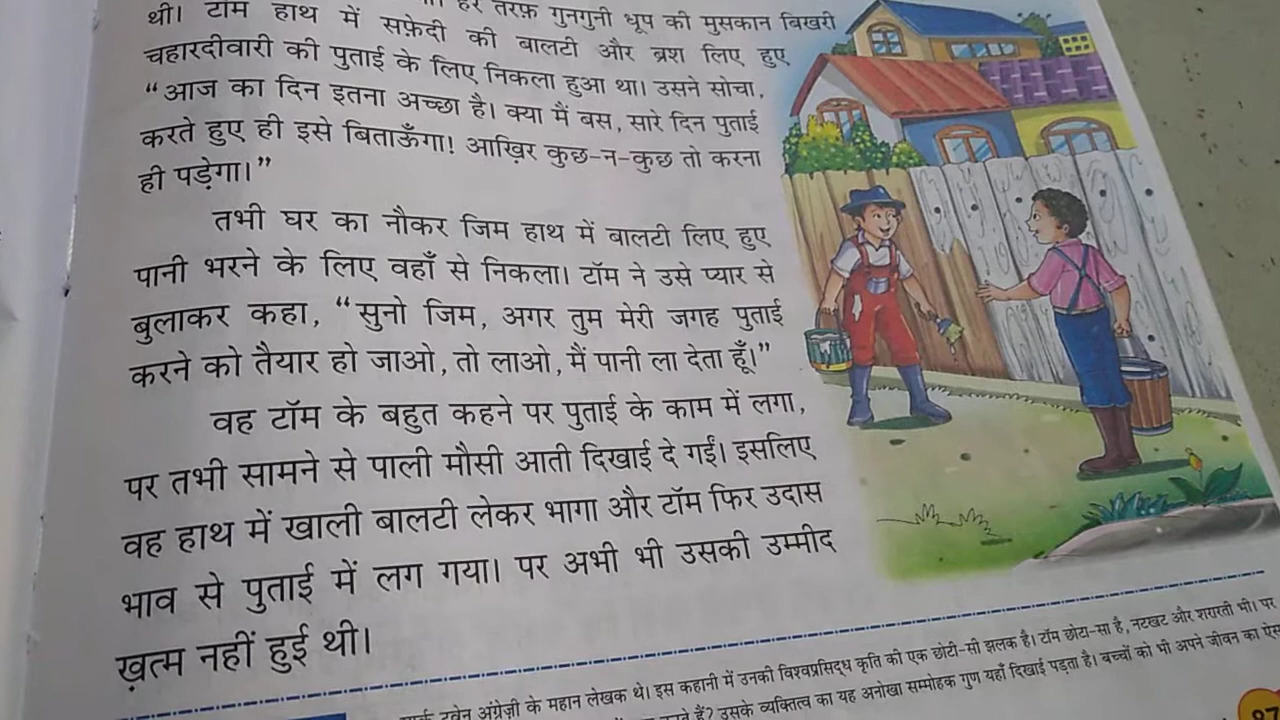 हर तरफ़ गुनगुनी धूप की मुसकान बिखरी
थी। टॉम हाथ में सफ़ेदी की बालटी और ब्रश लिए हुए
चहारदीवारी की पुताई के लिए निकला हुआ था। उसने सोचा,
“आज का दिन इतना अच्छा है। क्या मैं बस, सारे दिन पुताई
करते हुए ही इसे बिताऊँगा! आख़िर कुछ-न-कुछ तो करना
ही पड़ेगा।”
तभी घर का नौकर जिम हाथ में बालटी लिए हुए
पानी भरने के लिए वहाँ से निकला। टॉम ने उसे प्यार से
बुलाकर कहा, “सुनो जिम, अगर तुम मेरी जगह पुताई
करने को तैयार हो जाओ, तो लाओ, मैं पानी ला देता हूँ।”
वह टॉम के बहुत कहने पर पुताई के काम में लगा,
पर तभी सामने से पाली मौसी आती दिखाई दे गईं। इसलिए
वह हाथ में खाली बालटी लेकर भागा और टॉम फिर उदास
भाव से पुताई में लग गया। पर अभी भी उसकी उम्मीद
ख़त्म नहीं हुई थी।
ट्वेन अंग्रेज़ी के महान लेखक थे। इस कहानी में उनकी विश्वप्रसिद्ध कृति की एक छोटी-सी झलक है। टॉम छोटा-सा है, नटखट और शरारती भी। पर
हैं? उसके व्यक्तित्व का यह अनोखा सम्मोहक गुण यहाँ दिखाई पड़ता है। बच्चों को भी अपने जीवन का